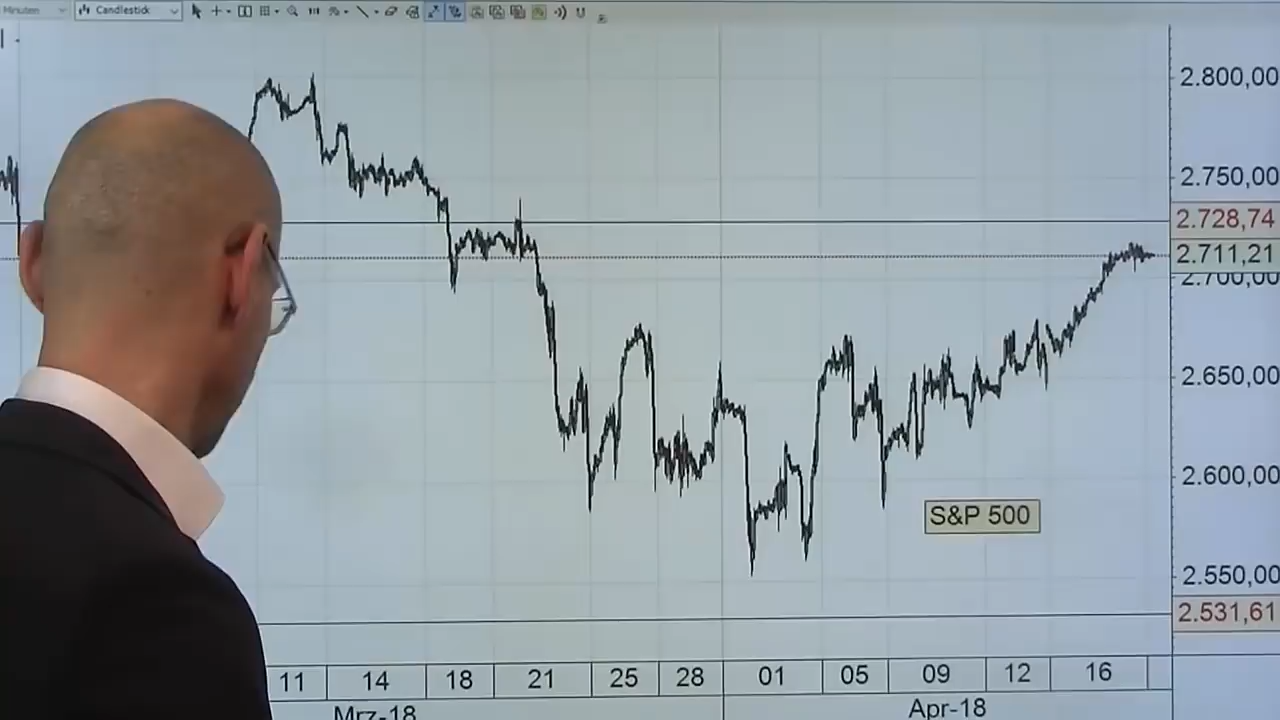 Minuten
Candlestick
2.800,00
2.750,00
2.728,74
2.711,21
2.700,00
2.650,00
2.600,00
S&P 500
2.550,00
2.531,61
11 14 18 21 25 28 01 05 09 12 16
Mrz-18 Apr-18